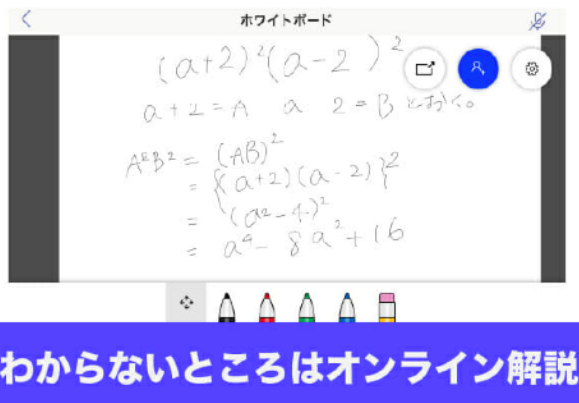 ホワイトボード
(a+2)²(a-2)²
a+2=A a 2=Bとおく。
A²B²=(AB)²
={(a+2)(a-2)}²
=(a²-4)²
=a⁴-8a²+16
わからないところはオンライン解説